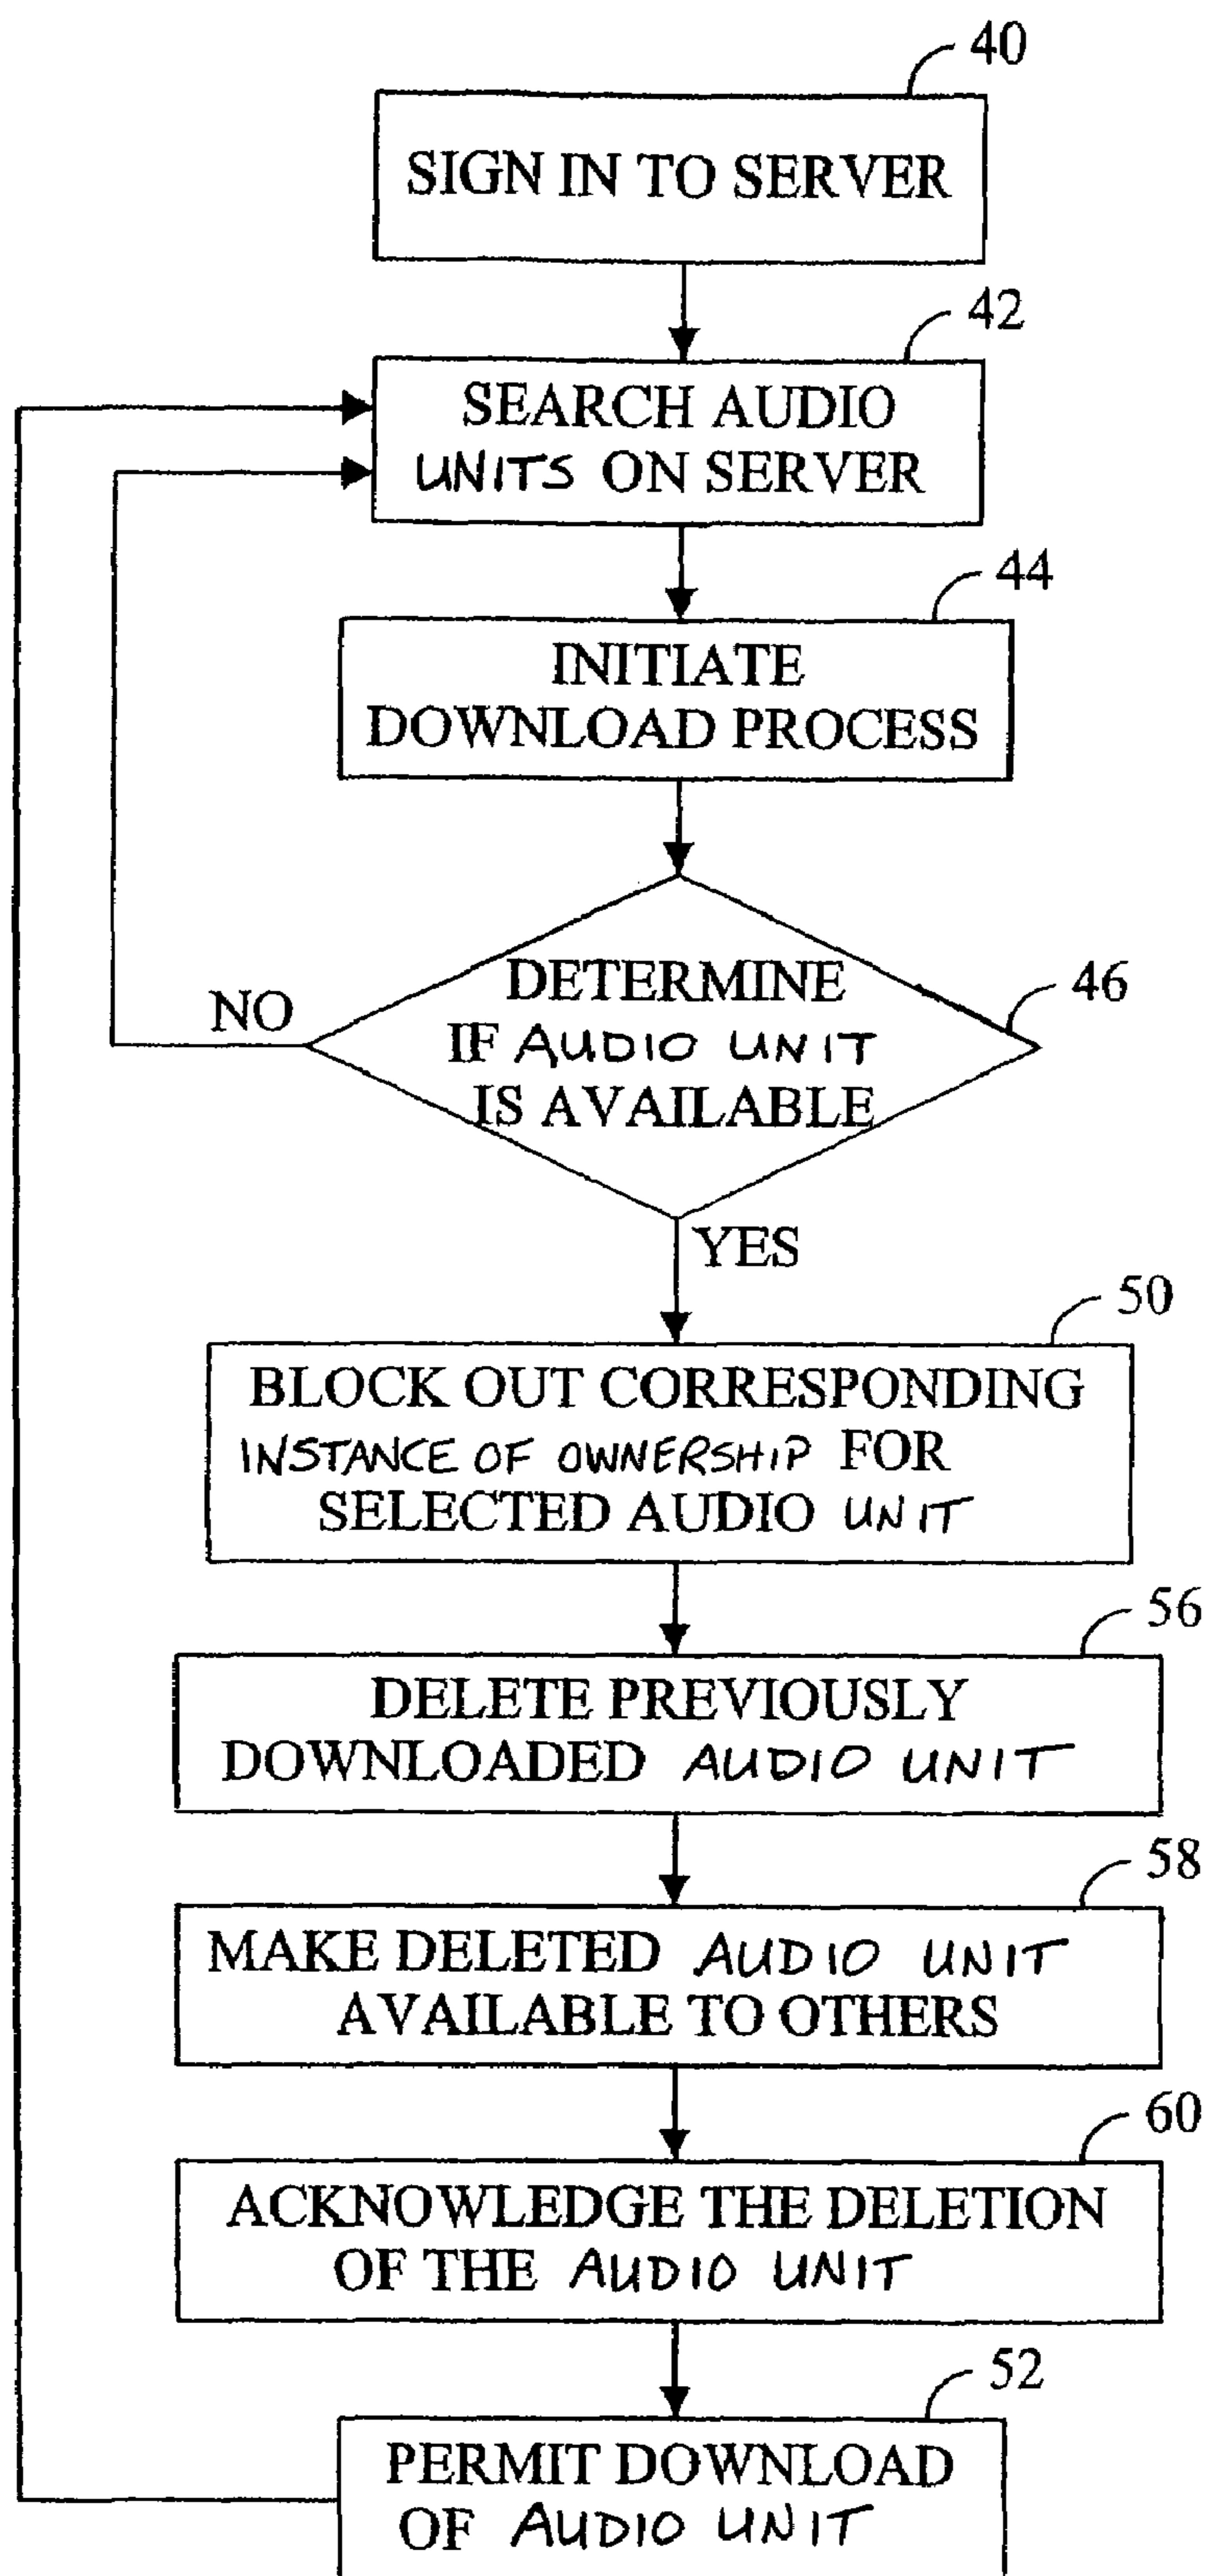 40
SIGN IN TO SERVER
42
SEARCH AUDIO
UNITS ON SERVER
44
INITIATE
DOWNLOAD PROCESS
46
DETERMINE
IF AUDIO UNIT
IS AVAILABLE
NO
YES
50
BLOCK OUT CORRESPONDING
INSTANCE OF OWNERSHIP FOR
SELECTED AUDIO UNIT
56
DELETE PREVIOUSLY
DOWNLOADED AUDIO UNIT
58
MAKE DELETED AUDIO UNIT
AVAILABLE TO OTHERS
60
ACKNOWLEDGE THE DELETION
OF THE AUDIO UNIT
52
PERMIT DOWNLOAD
OF AUDIO UNIT